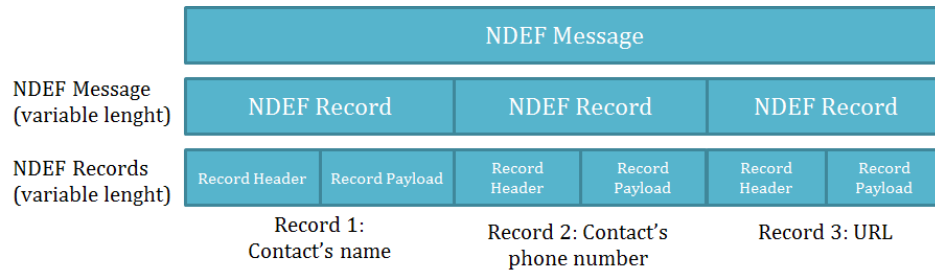 NDEF Message
NDEF Message
(variable lenght)
NDEF Record
NDEF Record
NDEF Record
NDEF Records
(variable lenght)
Record Header
Record Payload
Record
Header
Record
Payload
Record
Header
Record
Payload
Record 1:
Contact's name
Record 2: Contact's
phone number
Record 3: URL